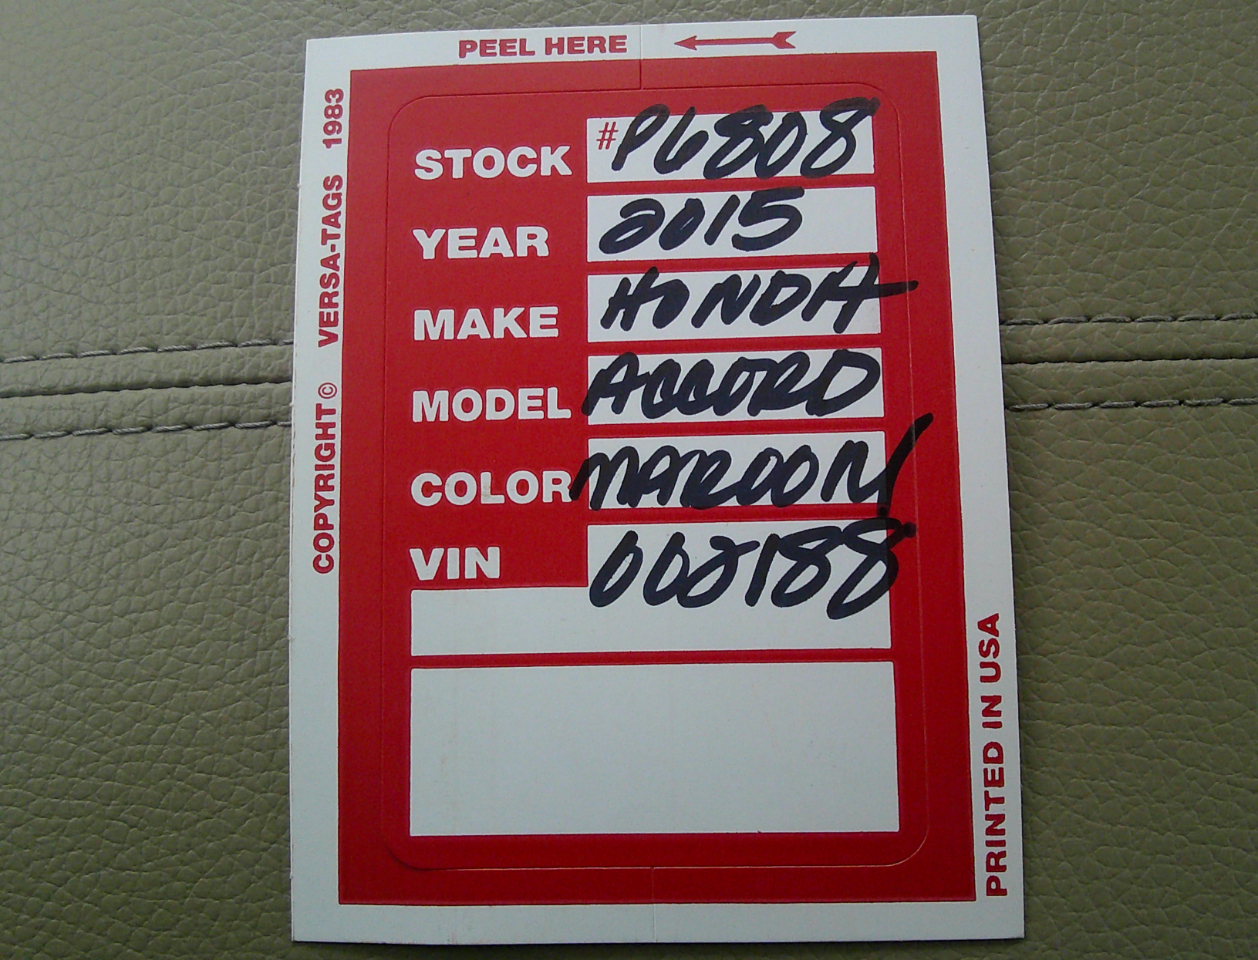 PEEL HERE
COPYRIGHT© VERSA-TAGS 1983
STOCK #P6808
YEAR 2015
MAKE HONDA
MODEL ACCORD
COLOR MAROON
VIN 002188
PRINTED IN USA